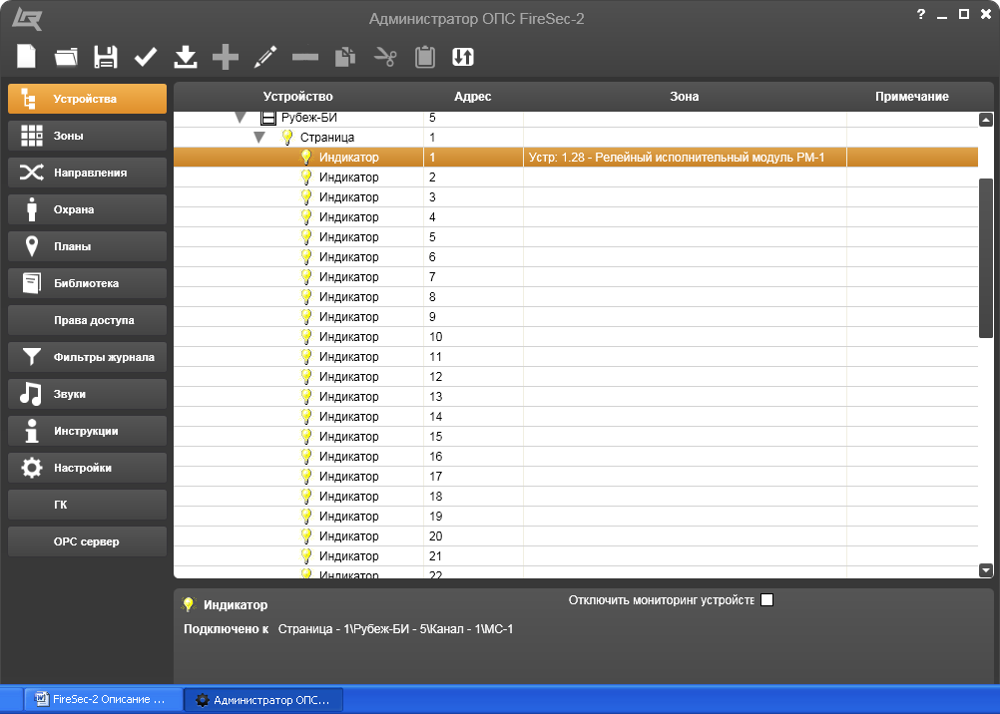 Администратор ОПС FireSec-2
?
Устройства
Зоны
Направления
Охрана
Планы
Библиотека
Права доступа
Фильтры журнала
Звуки
Инструкции
Настройки
ГК
ОРС сервер
Устройство Адрес Зона Примечание
Рубеж-БИ 5
Страница 1
Индикатор 1 Устр: 1.28 - Релейный исполнительный модуль РМ-1
Индикатор 2
Индикатор 3
Индикатор 4
Индикатор 5
Индикатор 6
Индикатор 7
Индикатор 8
Индикатор 9
Индикатор 10
Индикатор 11
Индикатор 12
Индикатор 13
Индикатор 14
Индикатор 15
Индикатор 16
Индикатор 17
Индикатор 18
Индикатор 19
Индикатор 20
Индикатор 21
Индикатор 22
Индикатор
Отключить мониторинг устройств
Подключено к Страница - 1\Рубеж-БИ - 5\Канал - 1\МС-1
FireSec-2 Описание ...
Администратор ОПС...